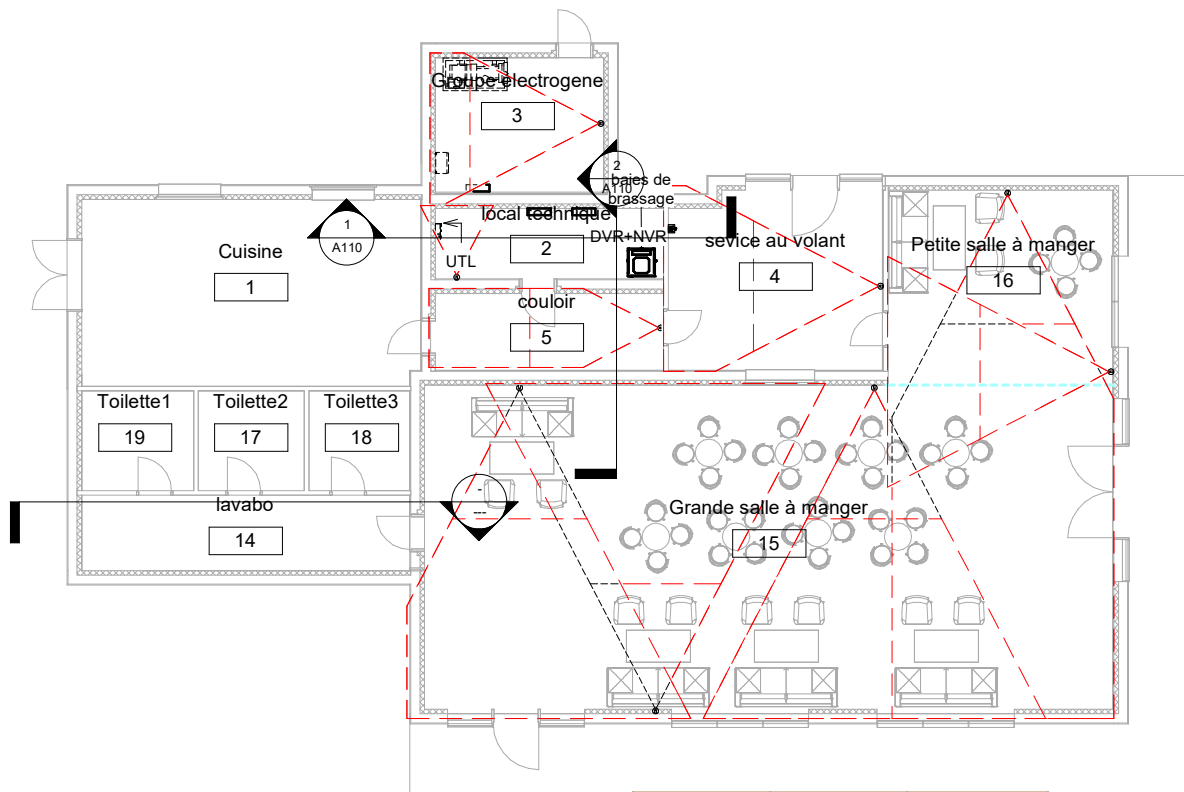 Groupe electrogene
3
2
A110
baies de
brassage
local technique
2
DVR+NVR
UTL
sevice au volant
4
Petite salle à manger
16
1
A110
Cuisine
1
couloir
5
Toilette1
19
Toilette2
17
Toilette3
18
lavabo
14
-
---
Grande salle à manger
15